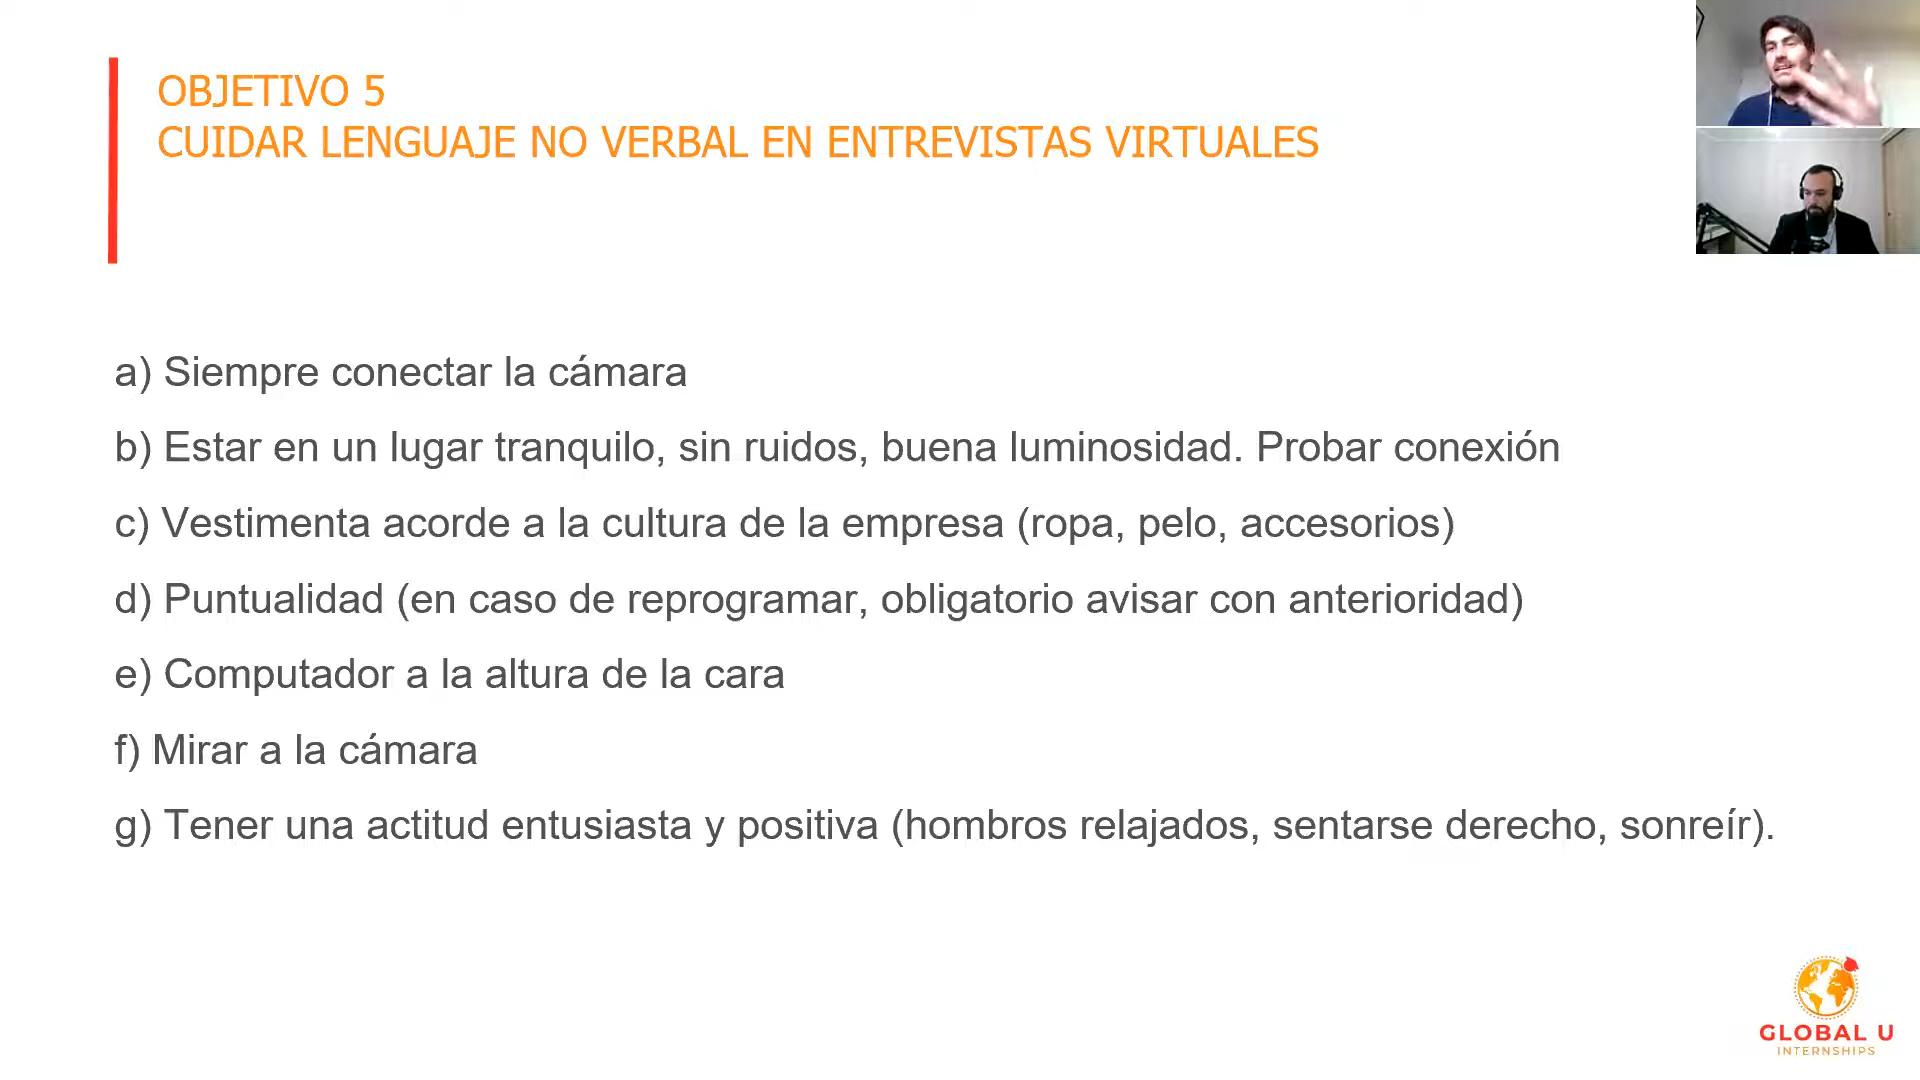 OBJETIVO 5
CUIDAR LENGUAJE NO VERBAL EN ENTREVISTAS VIRTUALES
a) Siempre conectar la cámara
b) Estar en un lugar tranquilo, sin ruidos, buena luminosidad. Probar conexión
c) Vestimenta acorde a la cultura de la empresa (ropa, pelo, accesorios)
d) Puntualidad (en caso de reprogramar, obligatorio avisar con anterioridad)
e) Computador a la altura de la cara
f) Mirar a la cámara
g) Tener una actitud entusiasta y positiva (hombros relajados, sentarse derecho, sonreír).
GLOBAL U
INTERNSHIPS